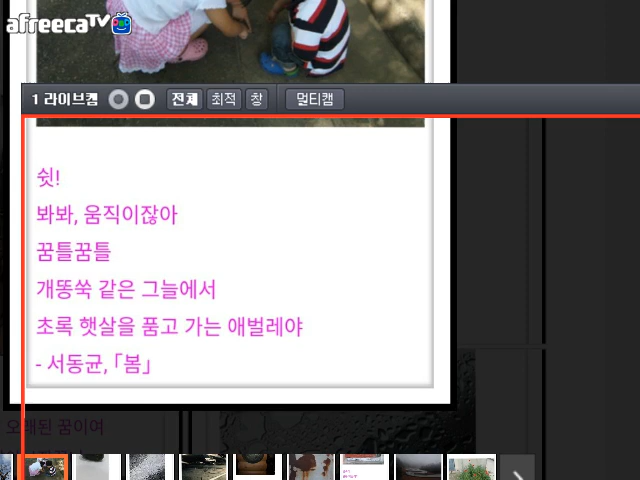 afreecaTV
1 라이브캠 전체 최적 창 멀티캠
쉿!
봐봐, 움직이잖아
꿈틀꿈틀
개똥쑥 같은 그늘에서
초록 햇살을 품고 가는 애벌레야
- 서동균, 「봄」
오래된 꿈이여